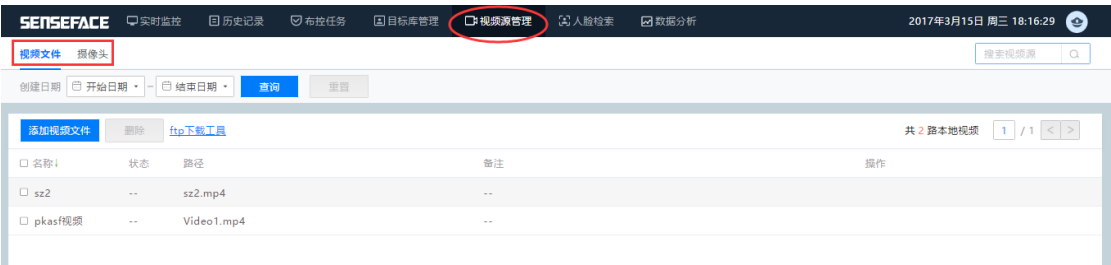 SENSEFACE 实时监控 历史记录 布控任务 目标库管理 视频源管理 人脸检索 数据分析 2017年3月15日 周三 18:16:29
视频文件 摄像头 搜索视频源
创建日期 开始日期 - 结束日期 查询 重置
添加视频文件 删除 ftp下载工具 共 2 路本地视频 1 / 1 < >
名称↓ 状态 路径 备注 操作
sz2 -- sz2.mp4 --
pkasf视频 -- Video1.mp4 --